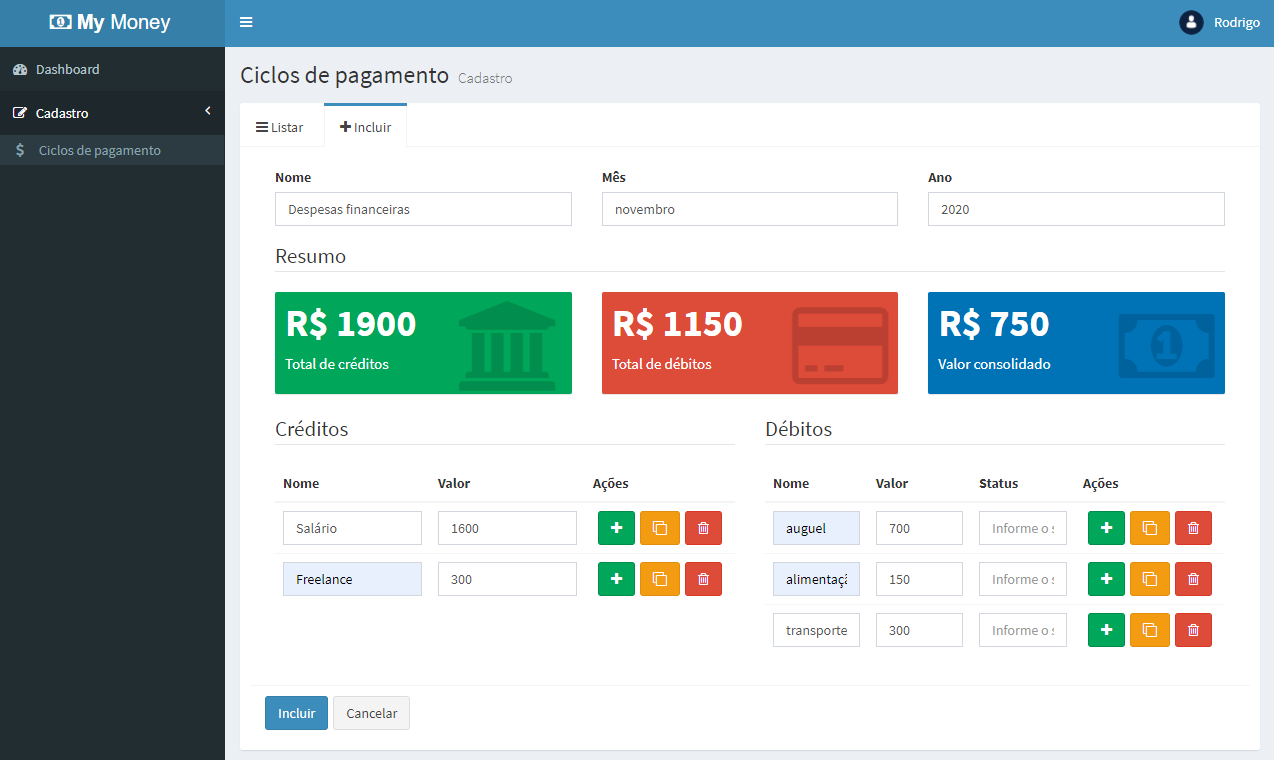 My Money
Rodrigo
Dashboard
Cadastro
Ciclos de pagamento
Ciclos de pagamento Cadastro
Listar Incluir
Nome Mês Ano
Despesas financeiras novembro 2020
Resumo
R$ 1900
Total de créditos
R$ 1150
Total de débitos
R$ 750
Valor consolidado
1
Créditos
Nome Valor Ações
Salário 1600
Freelance 300
Débitos
Nome Valor Status Ações
auguel 700 Informe o s
alimentaçã 150 Informe o s
transporte 300 Informe o s
Incluir Cancelar